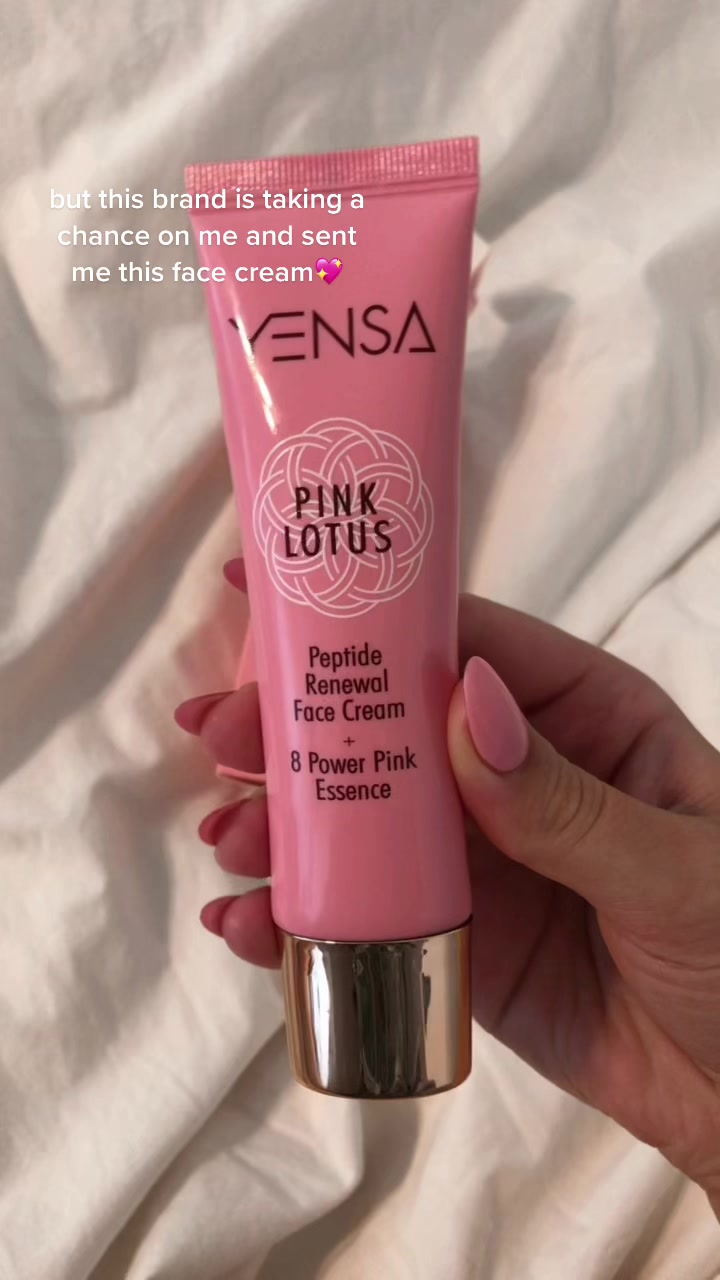 but this brand is taking a
chance on me and sent
me this face cream💖
YENSA
PINK
LOTUS
Peptide
Renewal
Face Cream
+
8 Power Pink
Essence